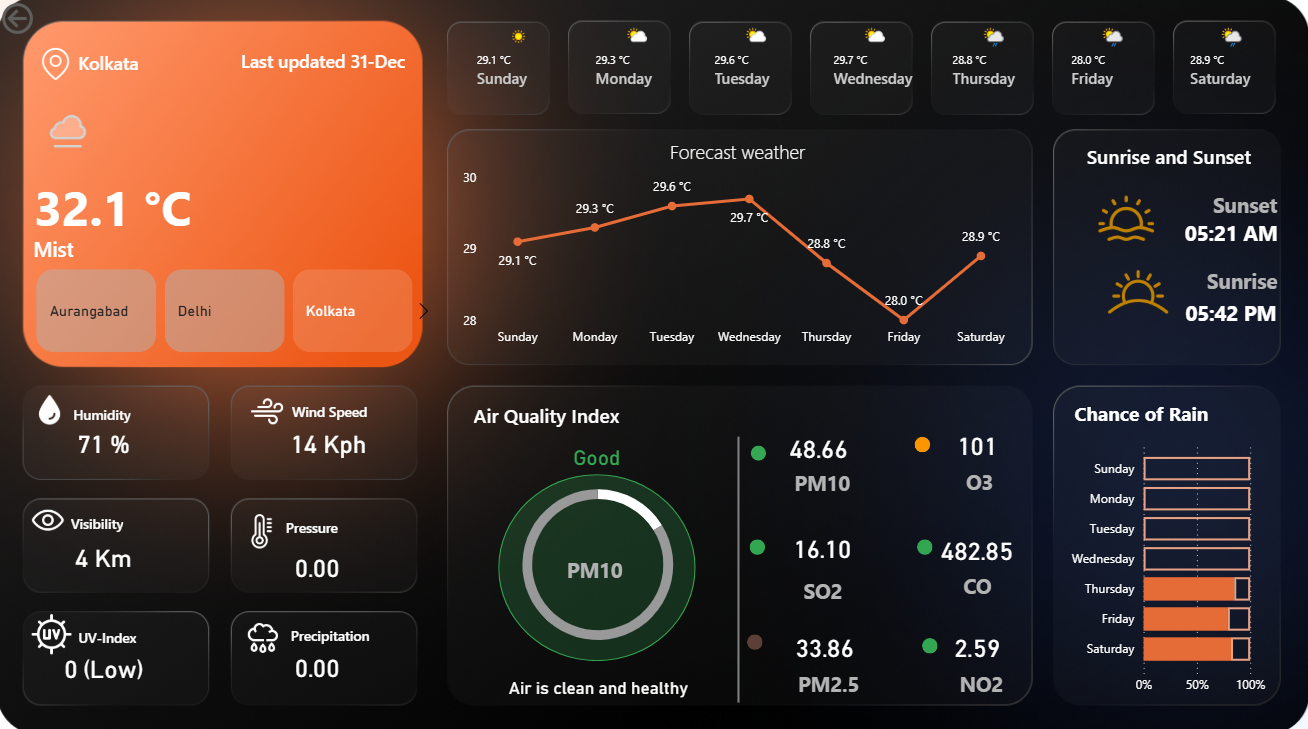 Kolkata
Last updated 31-Dec
32.1 °C
Mist
Aurangabad
Delhi
Kolkata
29.1 °C
Sunday
29.3 °C
Monday
29.6 °C
Tuesday
29.7 °C
Wednesday
28.8 °C
Thursday
28.0 °C
Friday
28.9 °C
Saturday
Forecast weather
30
29
28
29.1 °C
29.3 °C
29.6 °C
29.7 °C
28.8 °C
28.0 °C
28.9 °C
Sunday
Monday
Tuesday
Wednesday
Thursday
Friday
Saturday
Sunrise and Sunset
Sunset
05:21 AM
Sunrise
05:42 PM
Humidity
71 %
Wind Speed
14 Kph
Visibility
4 Km
Pressure
0.00
UV
UV-Index
0 (Low)
Precipitation
0.00
Air Quality Index
Good
PM10
Air is clean and healthy
48.66
PM10
101
O3
16.10
SO2
482.85
CO
33.86
PM2.5
2.59
NO2
Chance of Rain
Sunday
Monday
Tuesday
Wednesday
Thursday
Friday
Saturday
0%
50%
100%